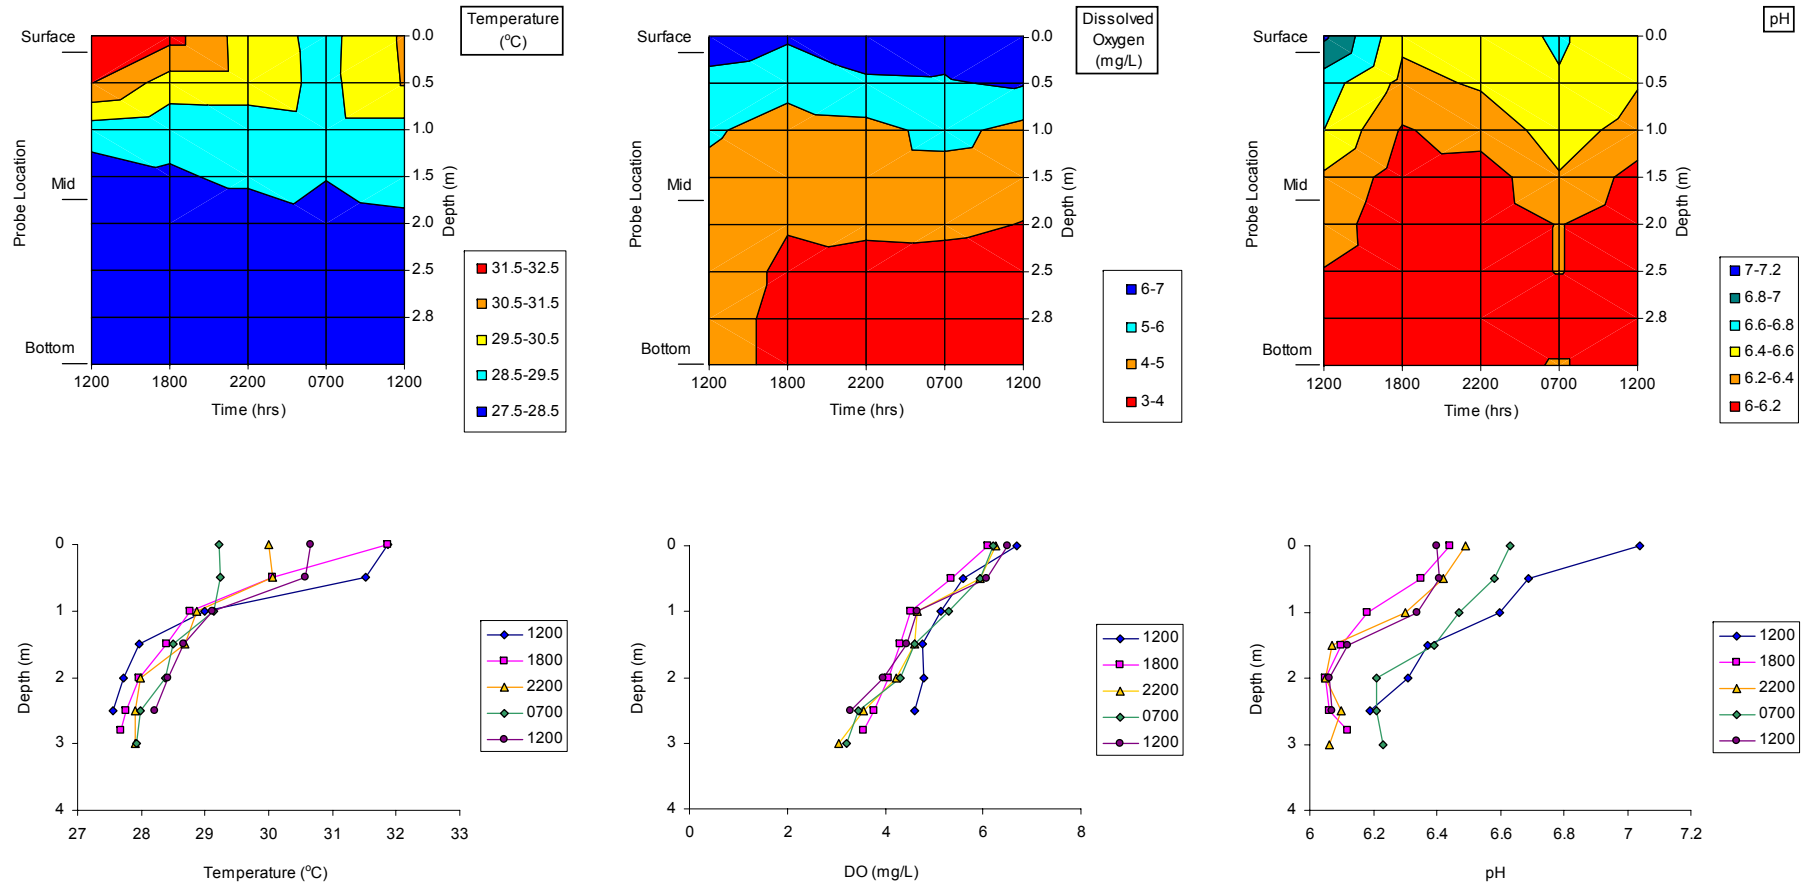 Temperature
(°C)
Surface
Mid
Bottom
Probe Location
0.0
0.5
1.0
1.5
2.0
2.5
2.8
Depth (m)
1200 1800 2200 0700 1200
Time (hrs)
31.5-32.5
30.5-31.5
29.5-30.5
28.5-29.5
27.5-28.5
Dissolved
Oxygen
(mg/L)
Surface
Mid
Bottom
Probe Location
0.0
0.5
1.0
1.5
2.0
2.5
2.8
Depth (m)
1200 1800 2200 0700 1200
Time (hrs)
6-7
5-6
4-5
3-4
pH
Surface
Mid
Bottom
Probe Location
0.0
0.5
1.0
1.5
2.0
2.5
2.8
Depth (m)
1200 1800 2200 0700 1200
Time (hrs)
7-7.2
6.8-7
6.6-6.8
6.4-6.6
6.2-6.4
6-6.2
0
1
2
3
4
Depth (m)
27 28 29 30 31 32 33
Temperature (°C)
1200
1800
2200
0700
1200
0
1
2
3
4
Depth (m)
0 2 4 6 8
DO (mg/L)
1200
1800
2200
0700
1200
0
1
2
3
4
Depth (m)
6 6.2 6.4 6.6 6.8 7 7.2
pH
1200
1800
2200
0700
1200